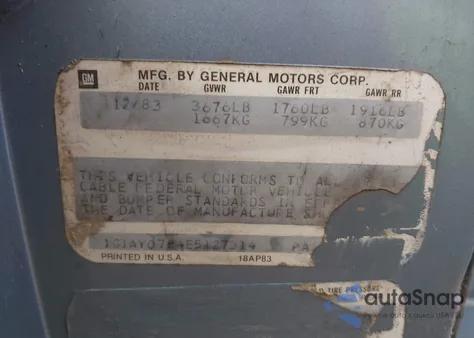 GM
MFG. BY GENERAL MOTORS CORP.
DATE GVWR GAWR FRT GAWR RR
12/83 3676LB 1760LB 1916LB
1667KG 799KG 870KG
THIS VEHICLE CONFORMS TO ALL
CABLE FEDERAL MOTOR VEHICLE
AND BUMPER STANDARDS IN
THE DATE OF MANUFACTURE
PRINTED IN U.S.A. 18AP83
TIRE PRESSURE
autoSnap